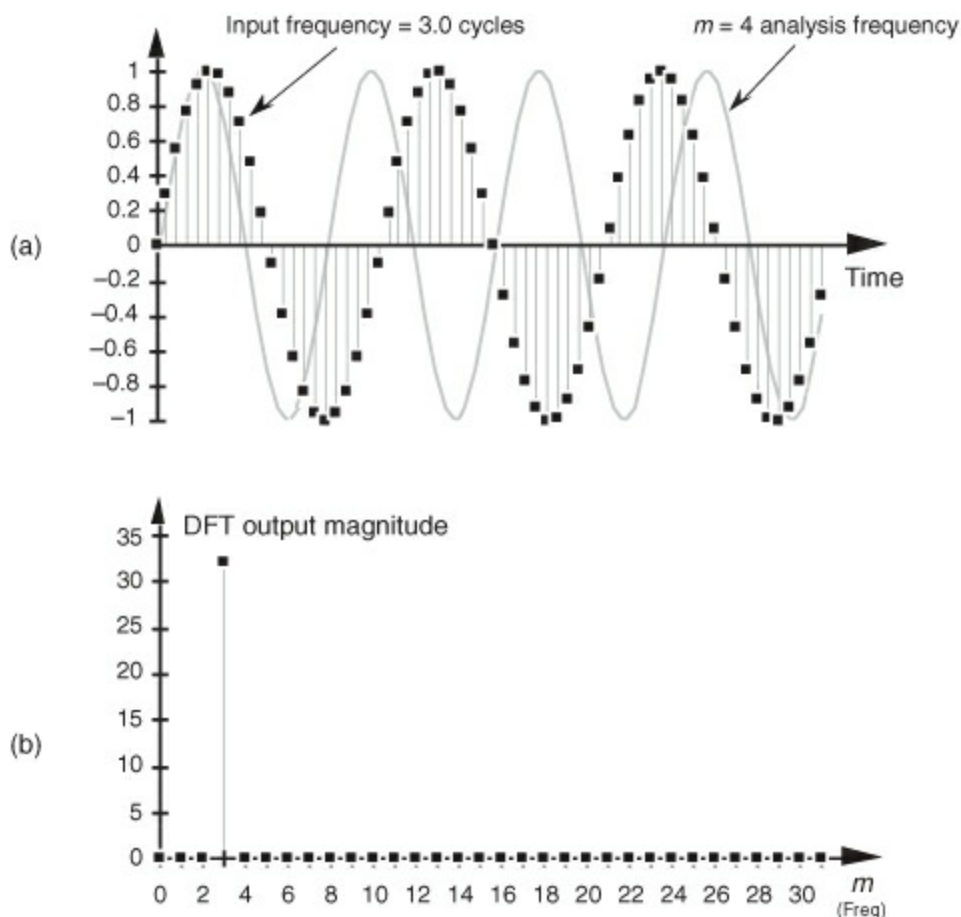 Input frequency = 3.0 cycles
m = 4 analysis frequency
1
0.8
0.6
0.4
0.2
0
−0.2
−0.4
−0.6
−0.8
−1
(a)
Time
DFT output magnitude
35
30
25
20
15
10
5
0
(b)
0 2 4 6 8 10 12 14 16 18 20 22 24 26 28 30 m
(Freq)